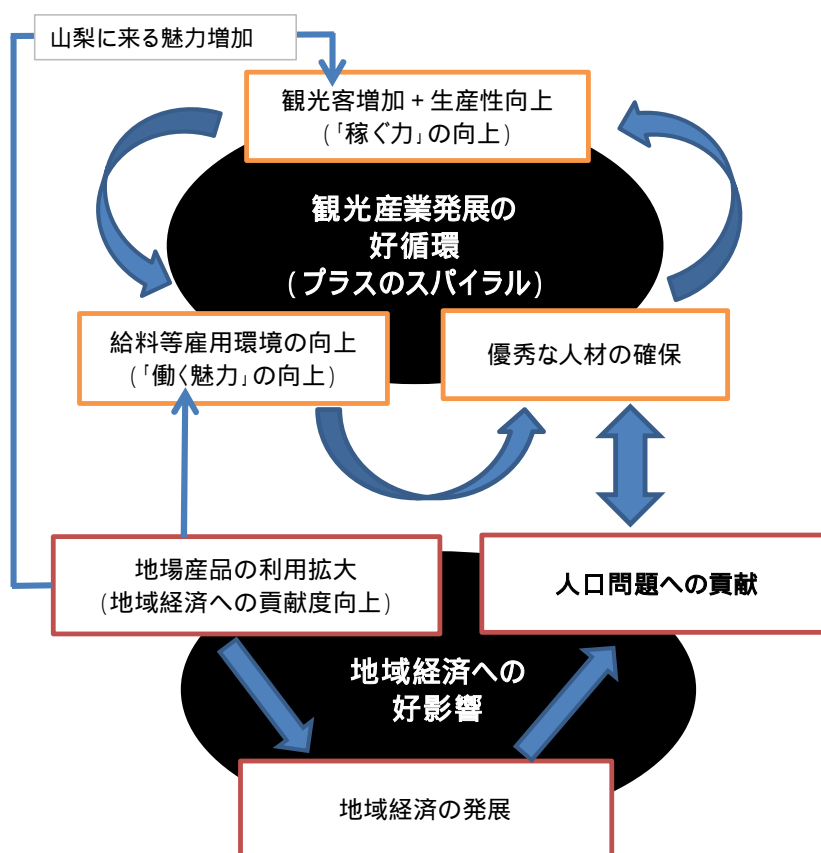 山梨に来る魅力増加
観光客増加+生産性向上
(「稼ぐ力」の向上)
観光産業発展の
好循環
(プラスのスパイラル)
給料等雇用環境の向上
(「働く魅力」の向上)
優秀な人材の確保
地場産品の利用拡大
(地域経済への貢献度向上)
人口問題への貢献
地域経済への
好影響
地域経済の発展